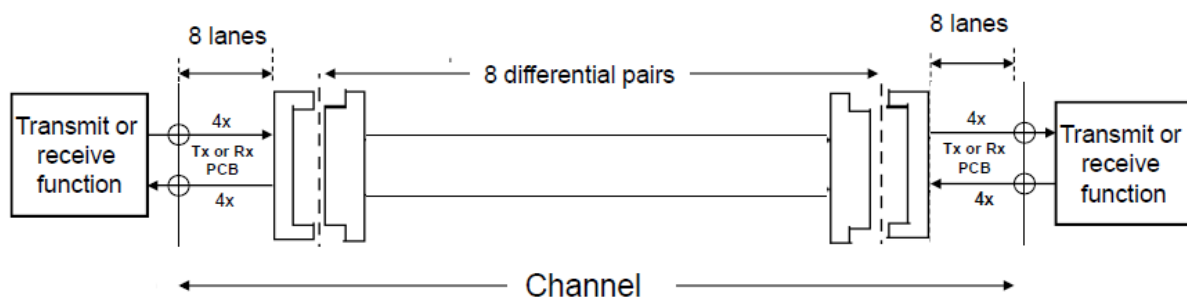 8 lanes
8 lanes
8 differential pairs
Transmit or
receive
function
4x
Tx or Rx
PCB
4x
4x
Tx or Rx
PCB
4x
Transmit or
receive
function
Channel